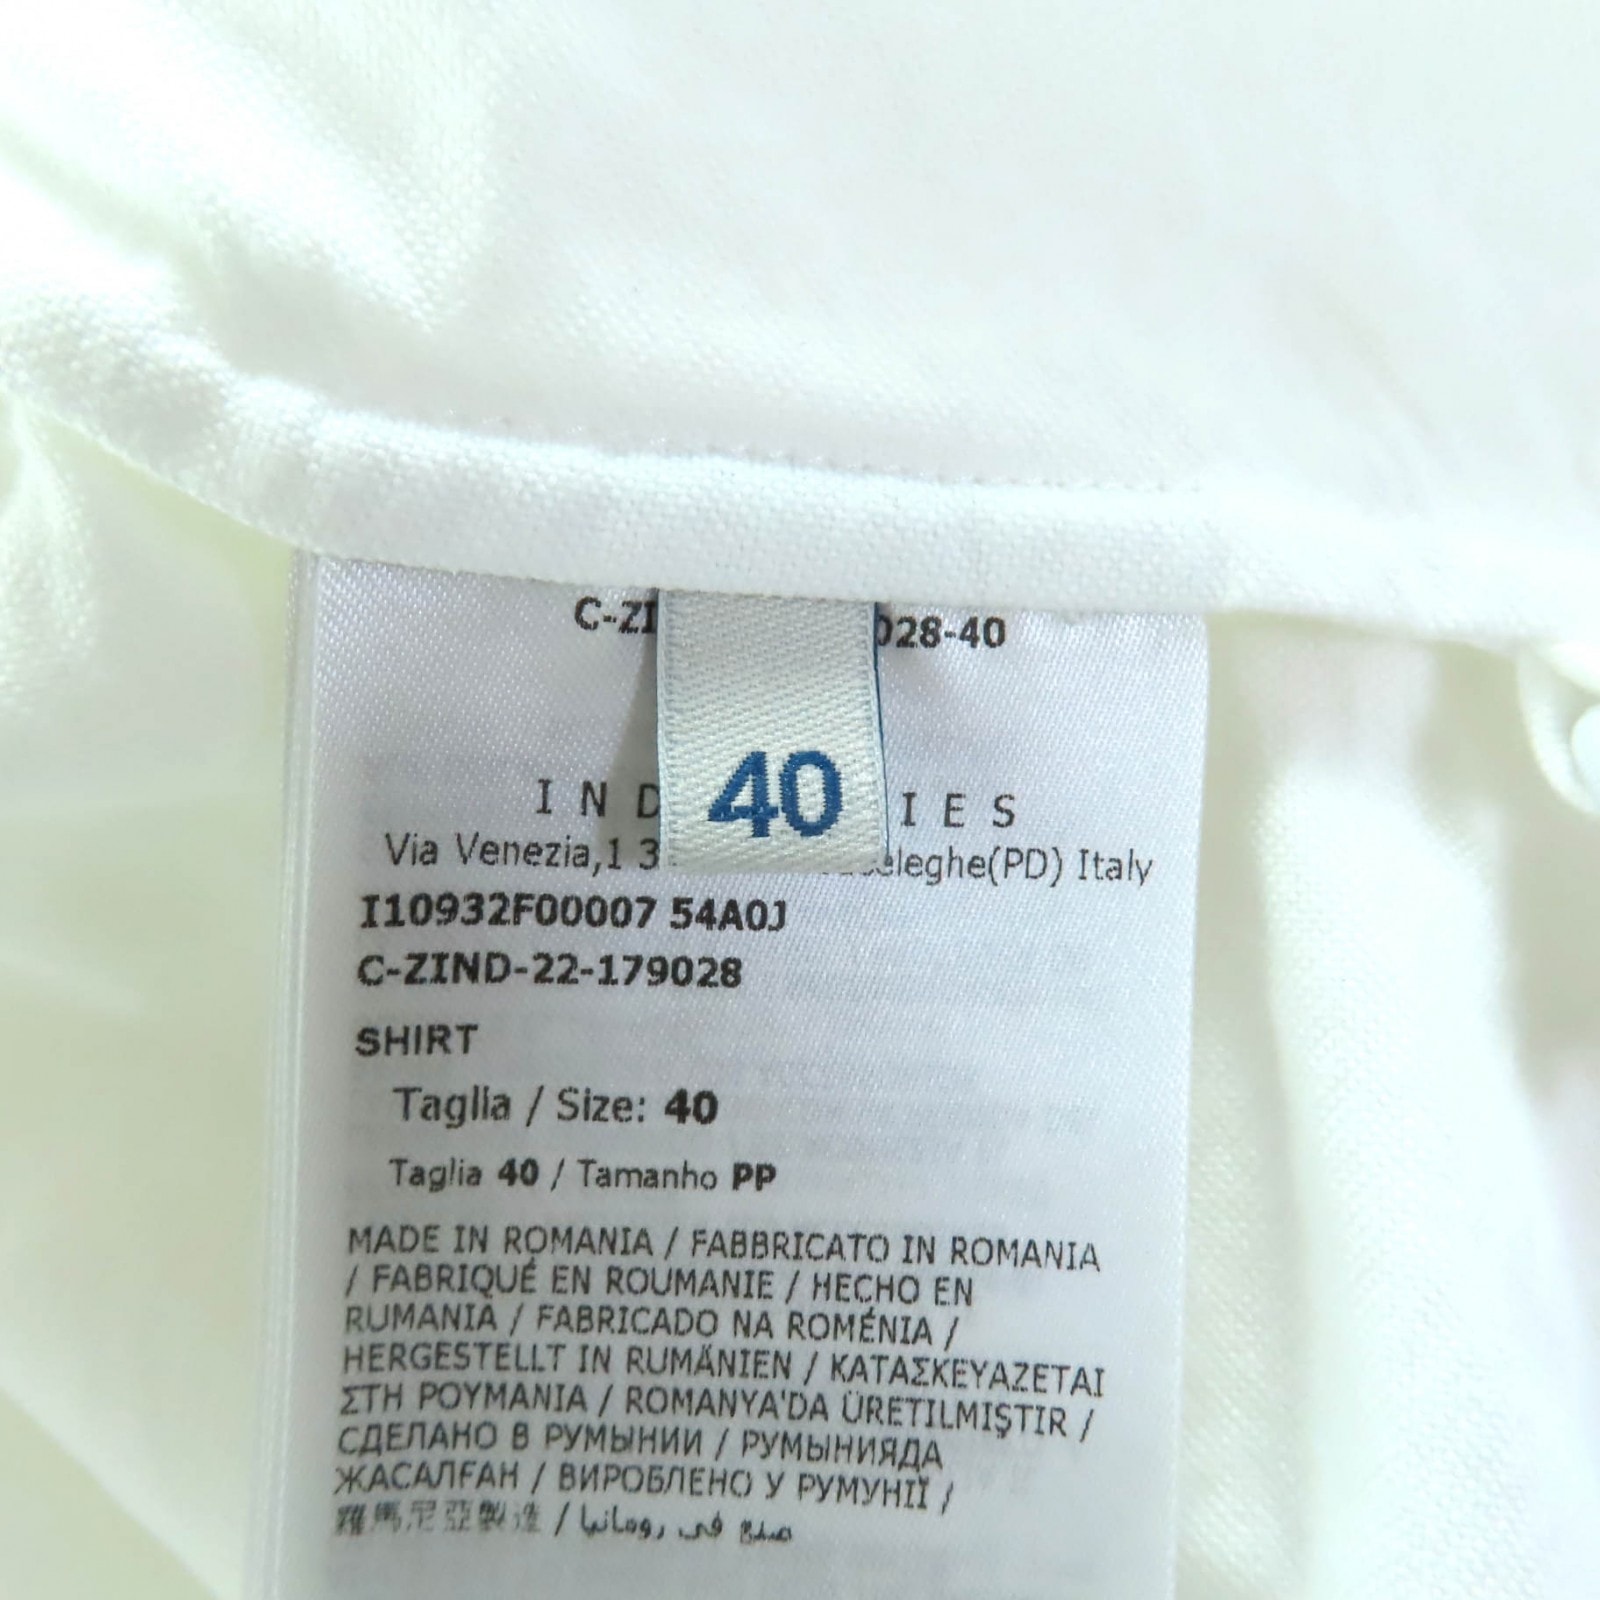 C-ZI 028-40
40
I N D I E S
Via Venezia,1 3 eleghe(PD) Italy
I10932F00007 54A0J
C-ZIND-22-179028
SHIRT
Taglia / Size: 40
Taglia 40 / Tamanho PP
MADE IN ROMANIA / FABBRICATO IN ROMANIA
/ FABRIQUÉ EN ROUMANIE / HECHO EN
RUMANIA / FABRICADO NA ROMÉNIA /
HERGESTELLT IN RUMÄNIEN / ΚΑΤΑΣΚΕΥΑΖΕΤΑΙ
ΣΤΗ ΡΟΥΜΑΝΙΑ / ROMANYA'DA ÜRETILMIŞTIR /
СДЕЛАНО В РУМЫНИИ / РУМЫНИЯДА
ЖАСАЛҒАН / ВИРОБЛЕНО У РУМУНІЇ /
羅馬尼亞製造 / صنع في رومانيا